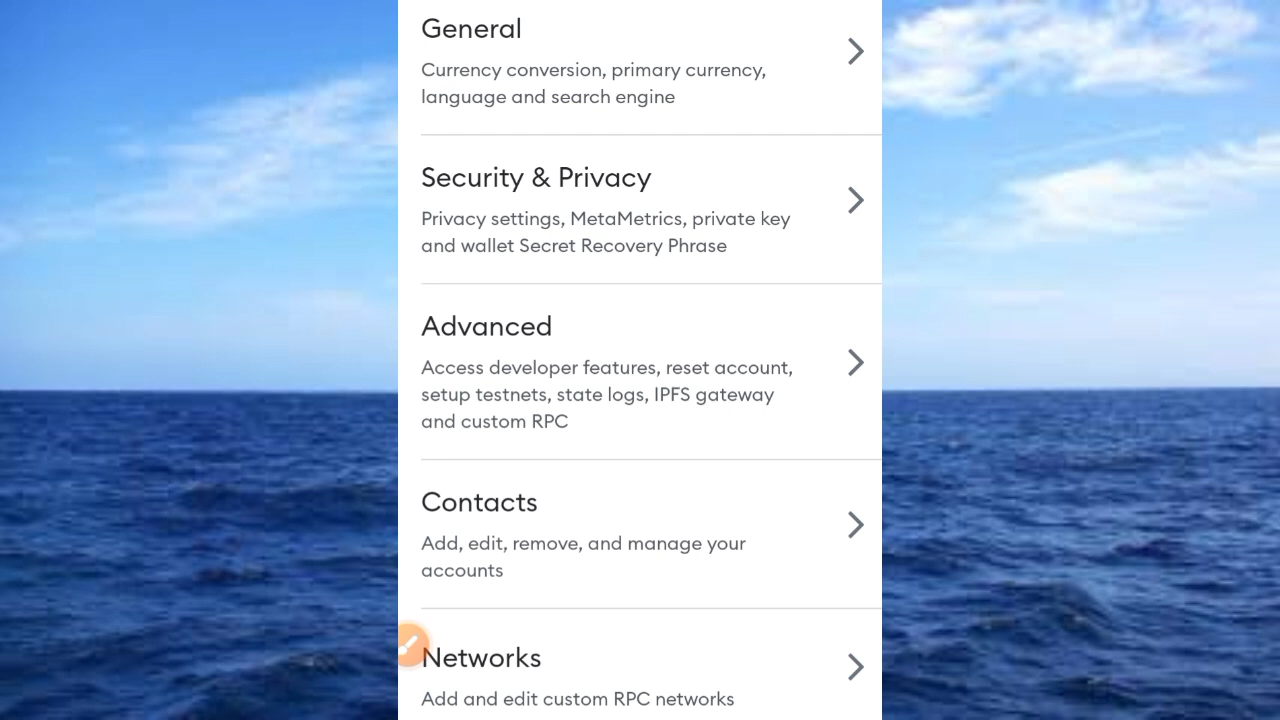 General
Currency conversion, primary currency,
language and search engine
Security & Privacy
Privacy settings, MetaMetrics, private key
and wallet Secret Recovery Phrase
Advanced
Access developer features, reset account,
setup testnets, state logs, IPFS gateway
and custom RPC
Contacts
Add, edit, remove, and manage your
accounts
Networks
Add and edit custom RPC networks